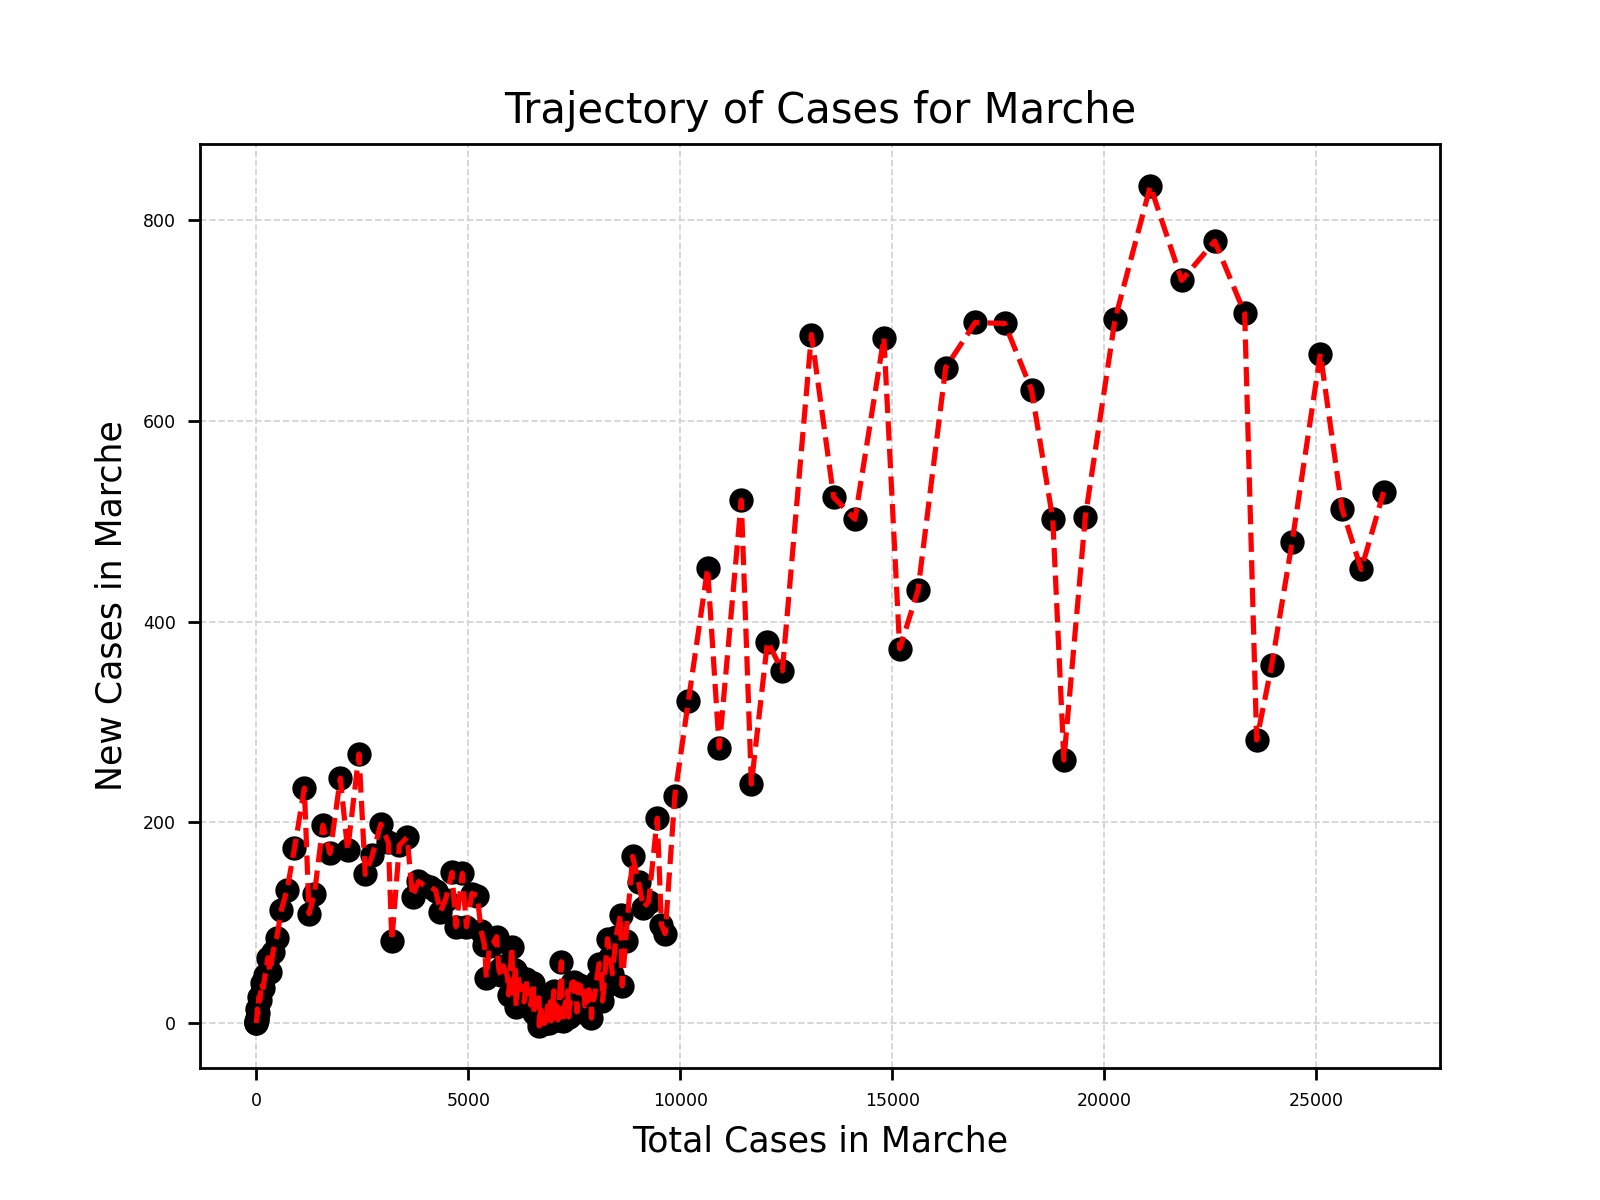 Trajectory of Cases for Marche
New Cases in Marche
800
600
400
200
0
0 5000 10000 15000 20000 25000
Total Cases in Marche